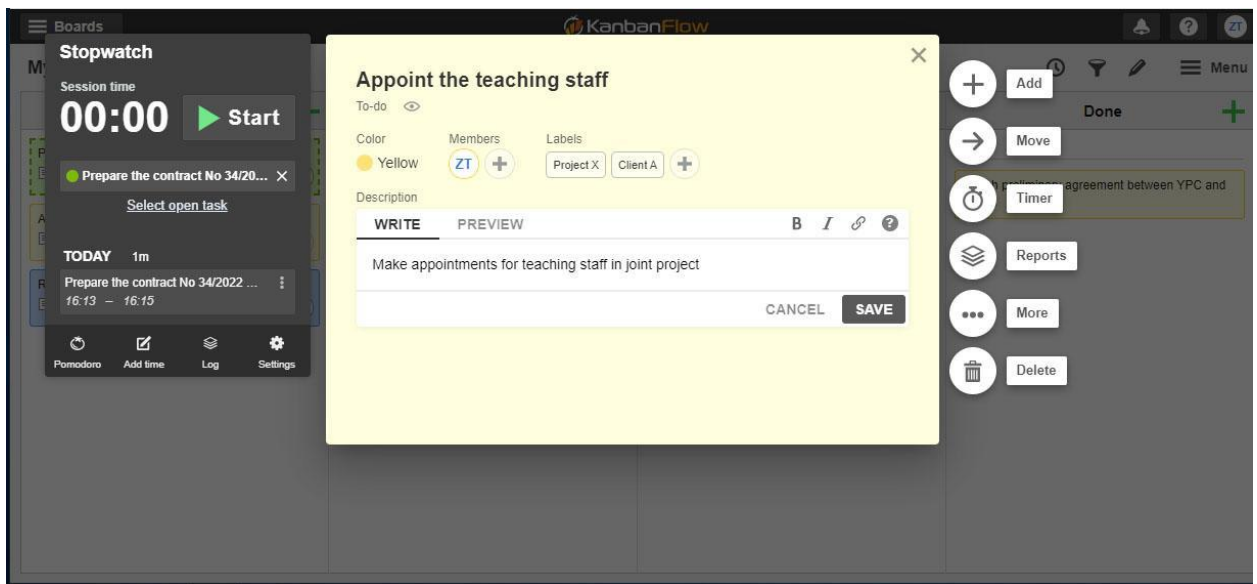 Boards
KanbanFlow
ZT
Stopwatch
Session time
00:00
Start
Prepare the contract No 34/20...
Select open task
TODAY 1m
Prepare the contract No 34/2022 ...
16:13 – 16:15
Pomodoro Add time Log Settings
Appoint the teaching staff
To-do
Color Members Labels
Yellow ZT Project X Client A
Description
WRITE PREVIEW B I
Make appointments for teaching staff in joint project
CANCEL SAVE
Menu
Done
preliminary agreement between YPC and
Add
Move
Timer
Reports
More
Delete